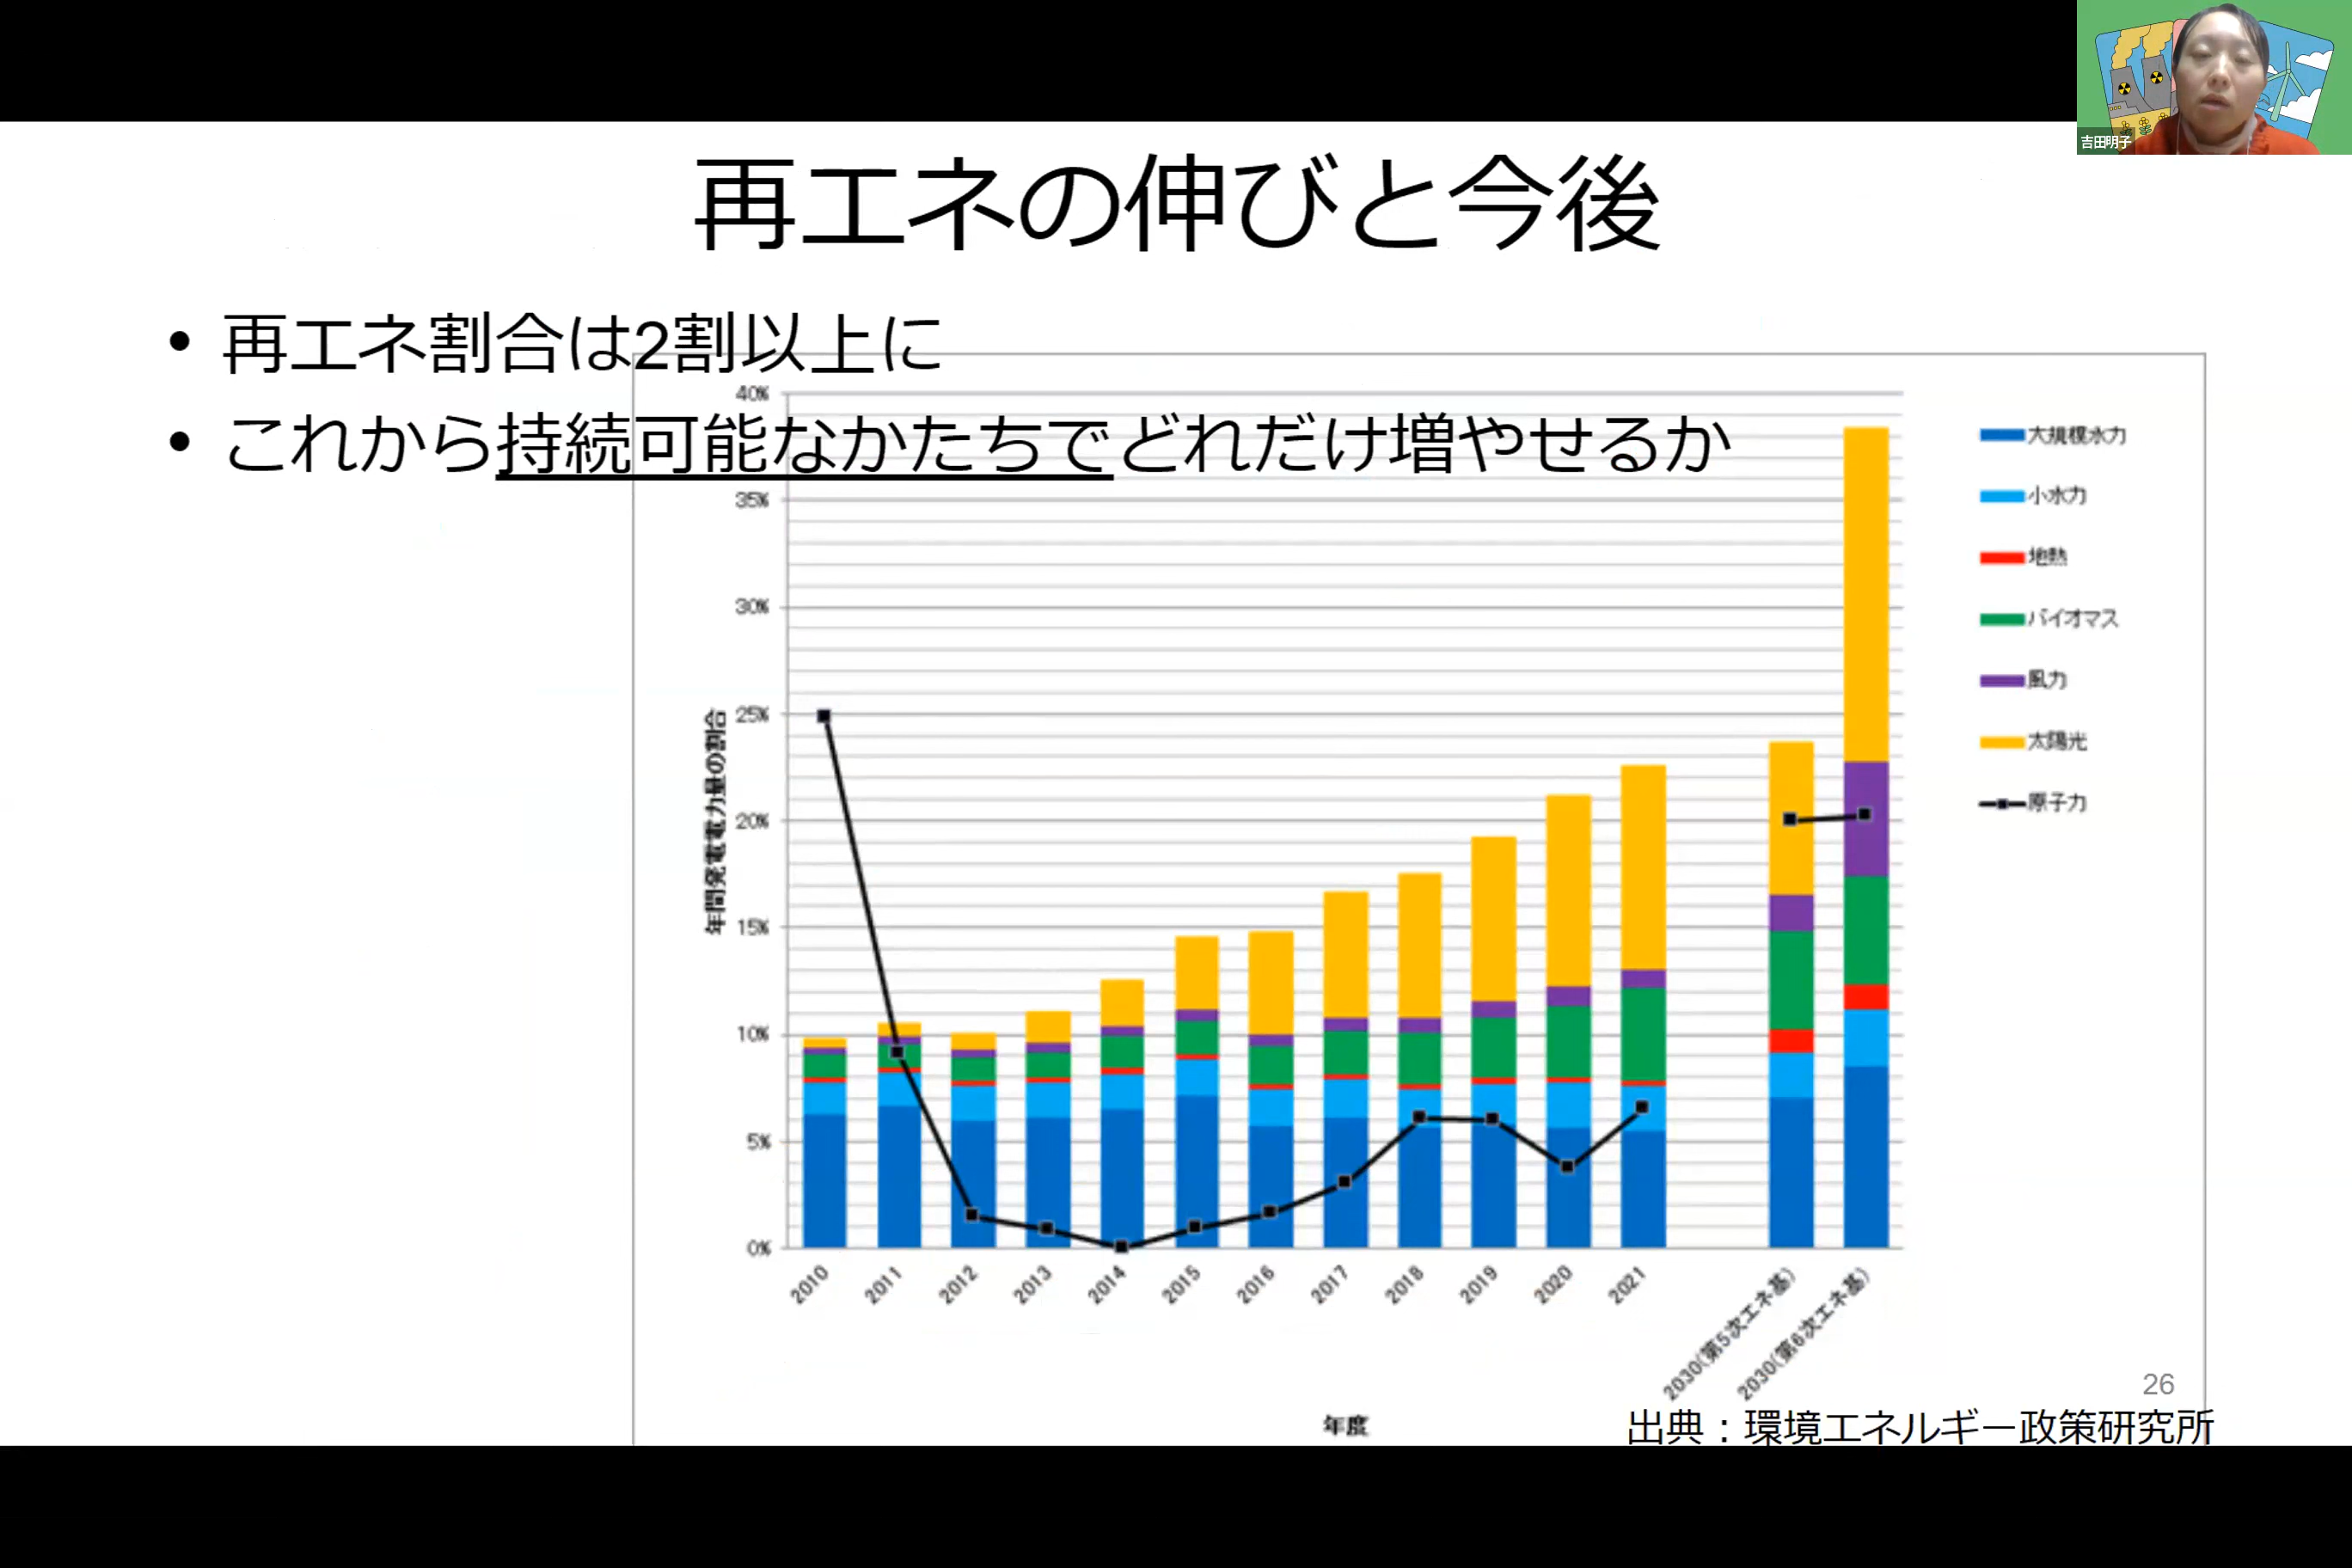 吉田明子
再エネの伸びと今後
• 再エネ割合は2割以上に
• これから持続可能なかたちでどれだけ増やせるか
年間発電電力量の割合
40%
35%
30%
25%
20%
15%
10%
5%
0%
2010
2011
2012
2013
2014
2015
2016
2017
2018
2019
2020
2021
2030(第5次エネ基)
2030(第6次エネ基)
年度
大規模水力
小水力
地熱
バイオマス
風力
太陽光
原子力
26
出典：環境エネルギー政策研究所